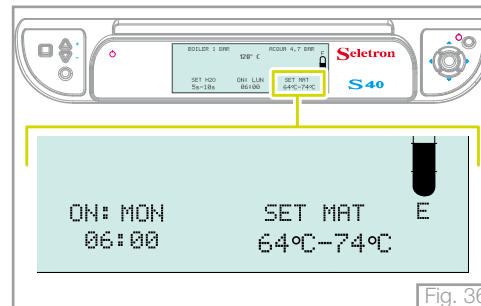 BOILER 1 BAR ACQUA 4,7 BAR
120° C F
SET H2O ON: LUN SET MAT
5s-10s 06:00 64°C-74°C
Seletron
S 40
ON: MON SET MAT E
06:00 64°C-74°C
Fig. 36